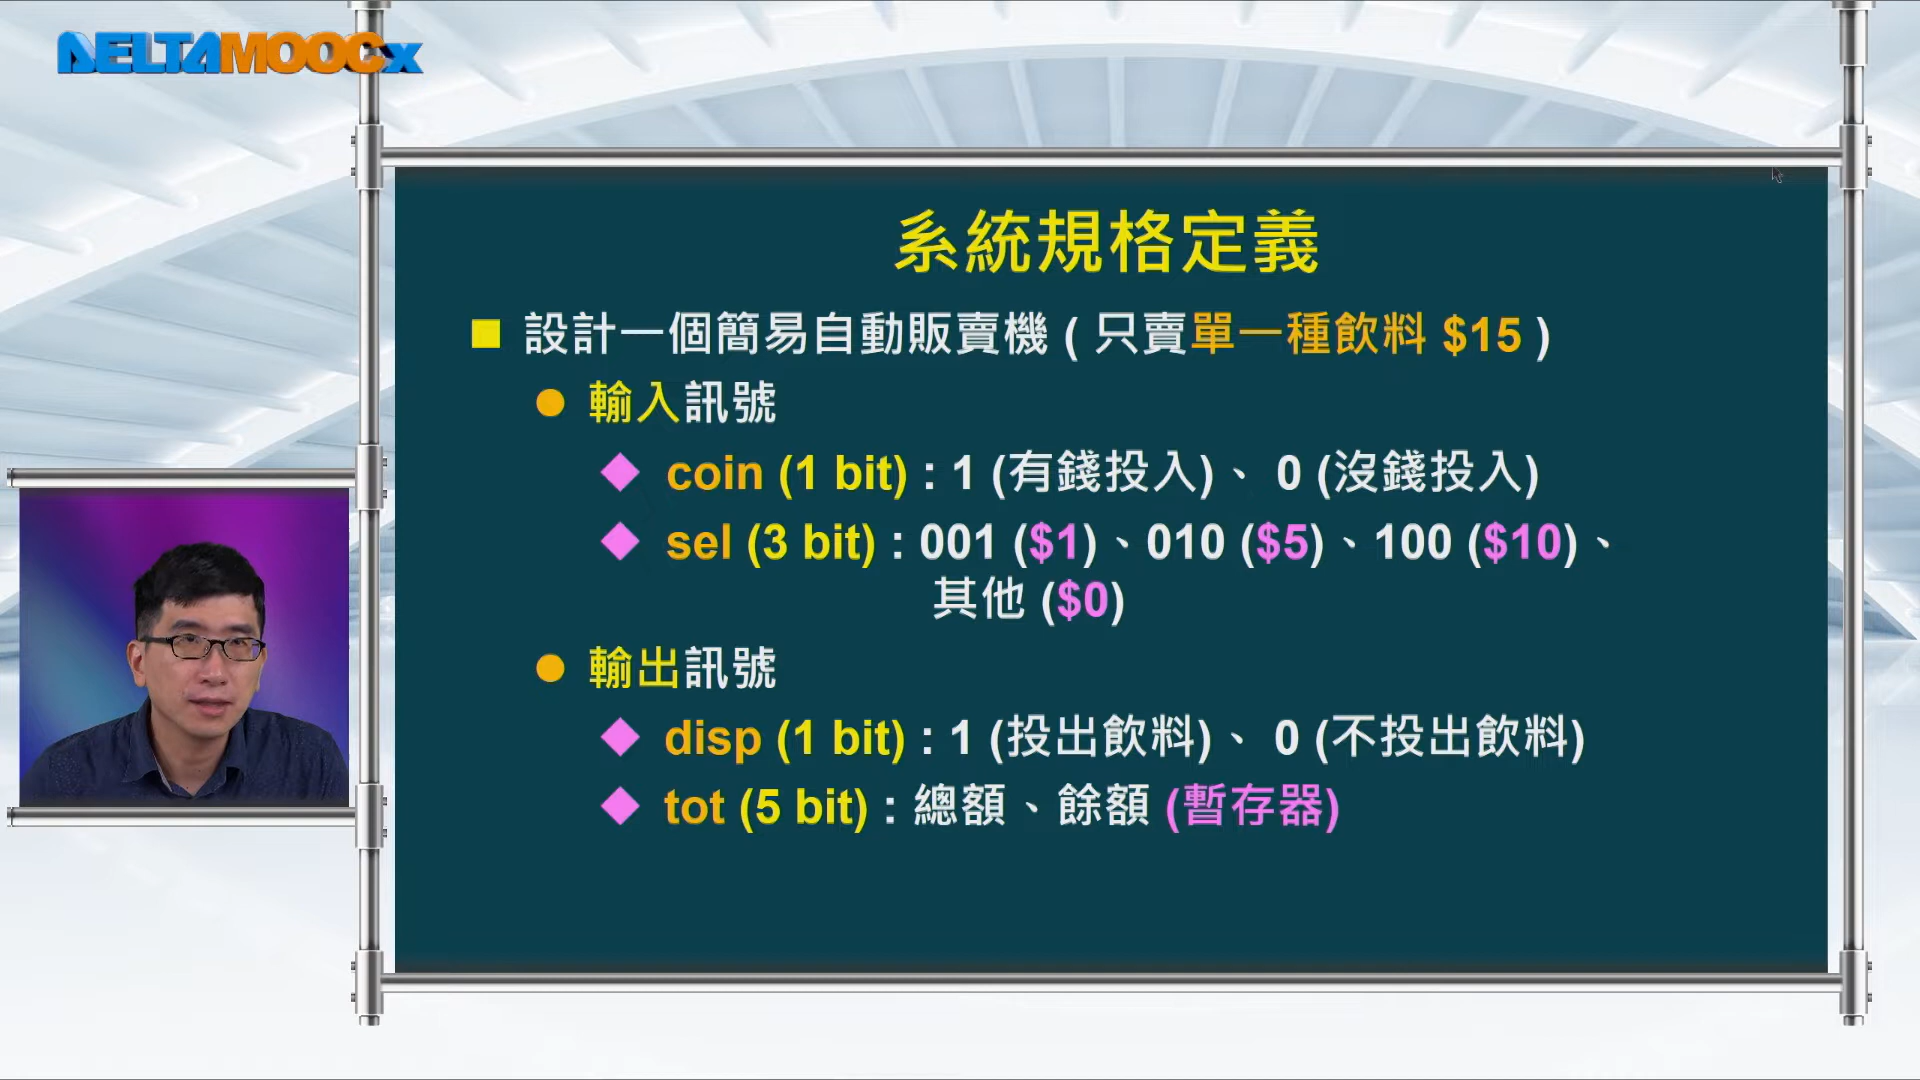 DELTAMOOCx
系統規格定義
設計一個簡易自動販賣機 ( 只賣單一種飲料 $15 )
輸入訊號
coin (1 bit) : 1 (有錢投入)、 0 (沒錢投入)
sel (3 bit) : 001 ($1)、010 ($5)、100 ($10)、
其他 ($0)
輸出訊號
disp (1 bit) : 1 (投出飲料)、 0 (不投出飲料)
tot (5 bit) : 總額、餘額 (暫存器)